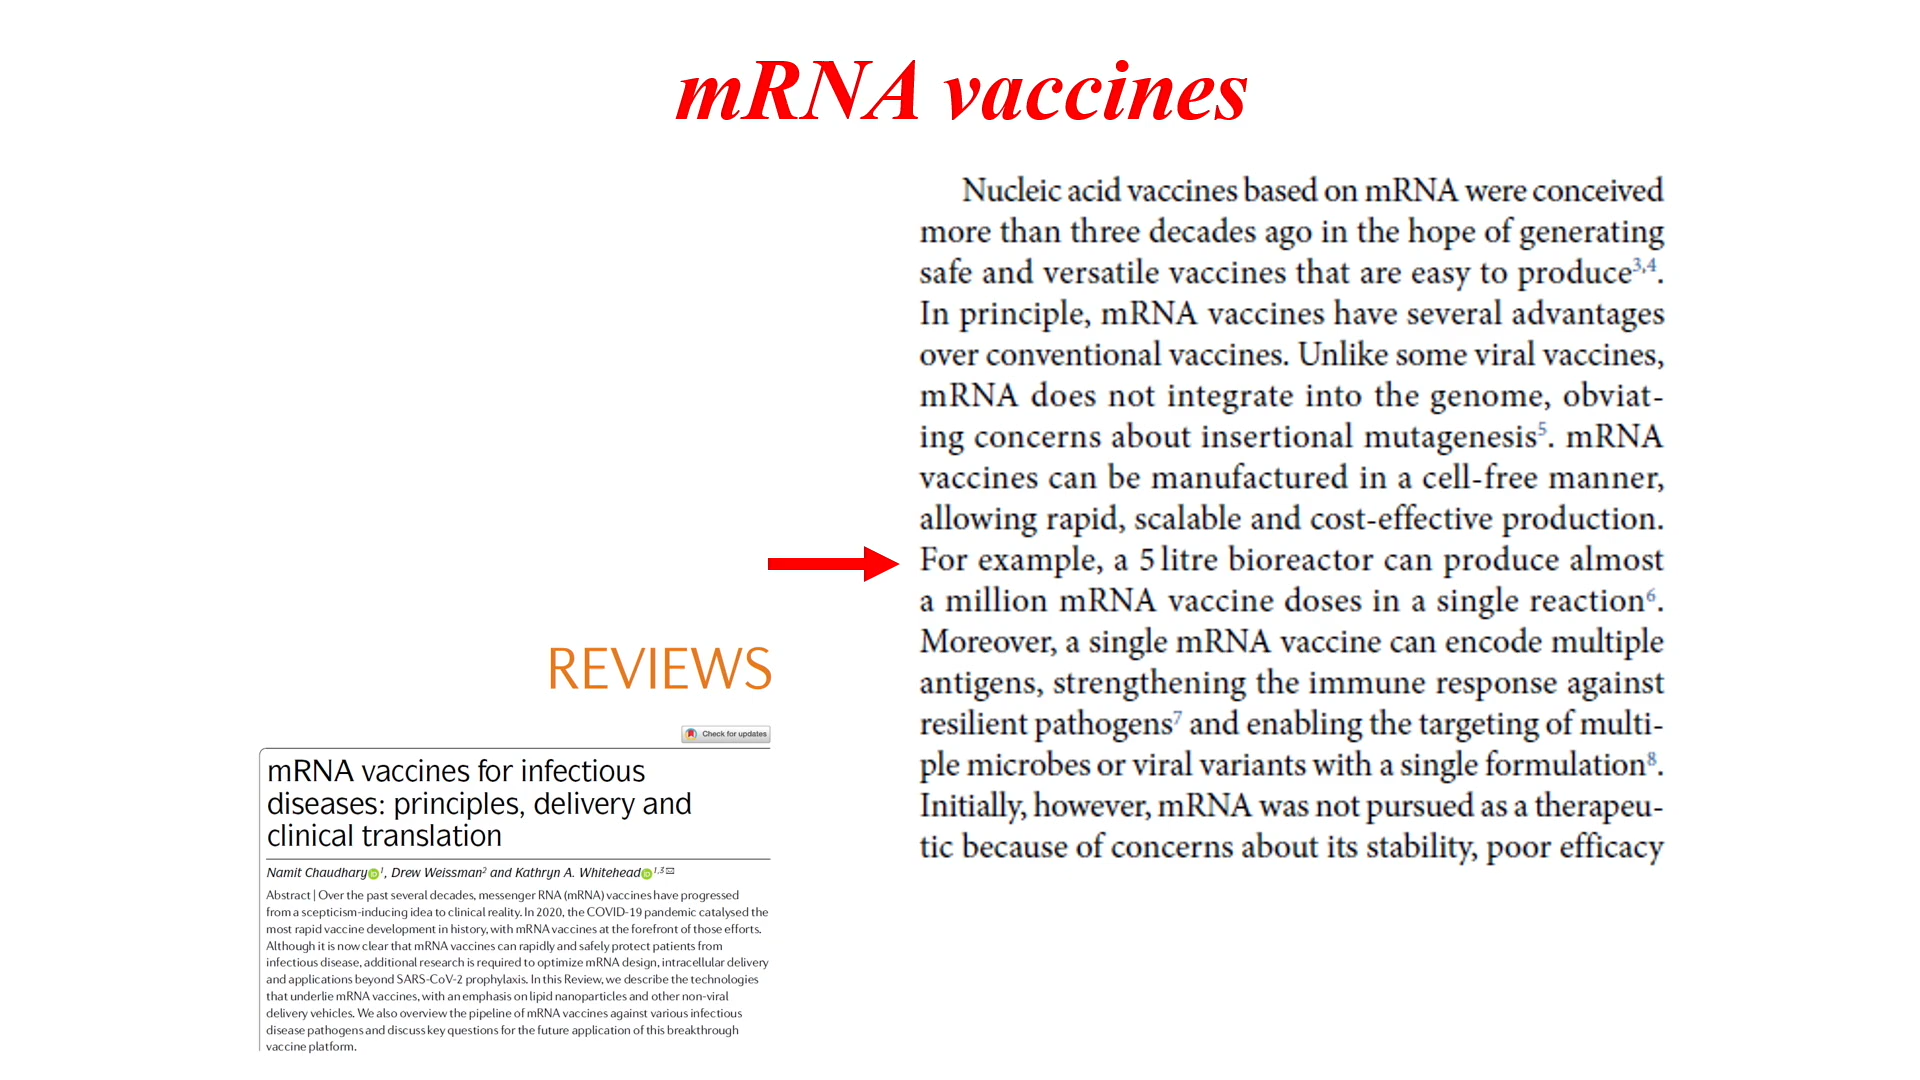 mRNA vaccines
Nucleic acid vaccines based on mRNA were conceived
more than three decades ago in the hope of generating
safe and versatile vaccines that are easy to produce3,4.
In principle, mRNA vaccines have several advantages
over conventional vaccines. Unlike some viral vaccines,
mRNA does not integrate into the genome, obviat-
ing concerns about insertional mutagenesis5. mRNA
vaccines can be manufactured in a cell-free manner,
allowing rapid, scalable and cost-effective production.
For example, a 5 litre bioreactor can produce almost
a million mRNA vaccine doses in a single reaction6.
Moreover, a single mRNA vaccine can encode multiple
antigens, strengthening the immune response against
resilient pathogens7 and enabling the targeting of multi-
ple microbes or viral variants with a single formulation8.
Initially, however, mRNA was not pursued as a therapeu-
tic because of concerns about its stability, poor efficacy
REVIEWS
Check for updates
mRNA vaccines for infectious
diseases: principles, delivery and
clinical translation
Namit Chaudhary iD 1, Drew Weissman2 and Kathryn A. Whitehead iD 1,3
Abstract | Over the past several decades, messenger RNA (mRNA) vaccines have progressed
from a scepticism-inducing idea to clinical reality. In 2020, the COVID-19 pandemic catalysed the
most rapid vaccine development in history, with mRNA vaccines at the forefront of those efforts.
Although it is now clear that mRNA vaccines can rapidly and safely protect patients from
infectious disease, additional research is required to optimize mRNA design, intracellular delivery
and applications beyond SARS-CoV-2 prophylaxis. In this Review, we describe the technologies
that underlie mRNA vaccines, with an emphasis on lipid nanoparticles and other non-viral
delivery vehicles. We also overview the pipeline of mRNA vaccines against various infectious
disease pathogens and discuss key questions for the future application of this breakthrough
vaccine platform.